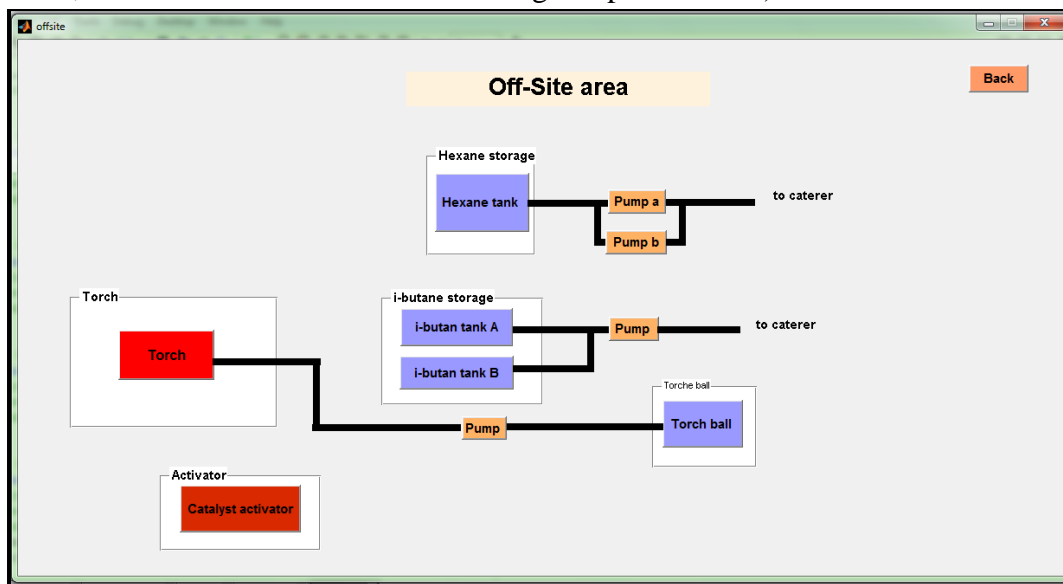 offsite
Off-Site area
Back
Hexane storage
Hexane tank
Pump a
to caterer
Pump b
Torch
Torch
i-butane storage
i-butan tank A
Pump
to caterer
i-butan tank B
Torche ball
Pump
Torch ball
Activator
Catalyst activator